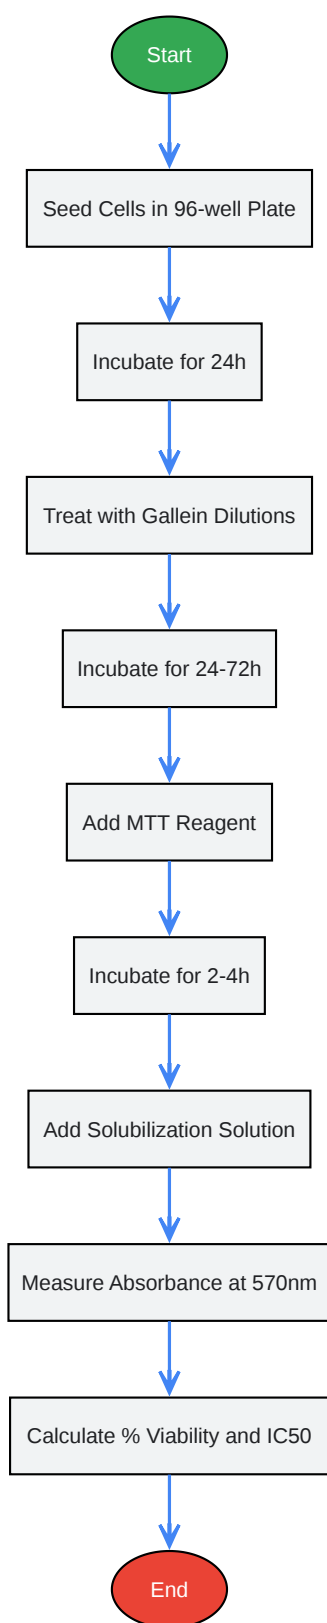 Start
Seed Cells in 96-well Plate
Incubate for 24h
Treat with Gallein Dilutions
Incubate for 24-72h
Add MTT Reagent
Incubate for 2-4h
Add Solubilization Solution
Measure Absorbance at 570nm
Calculate % Viability and IC50
End